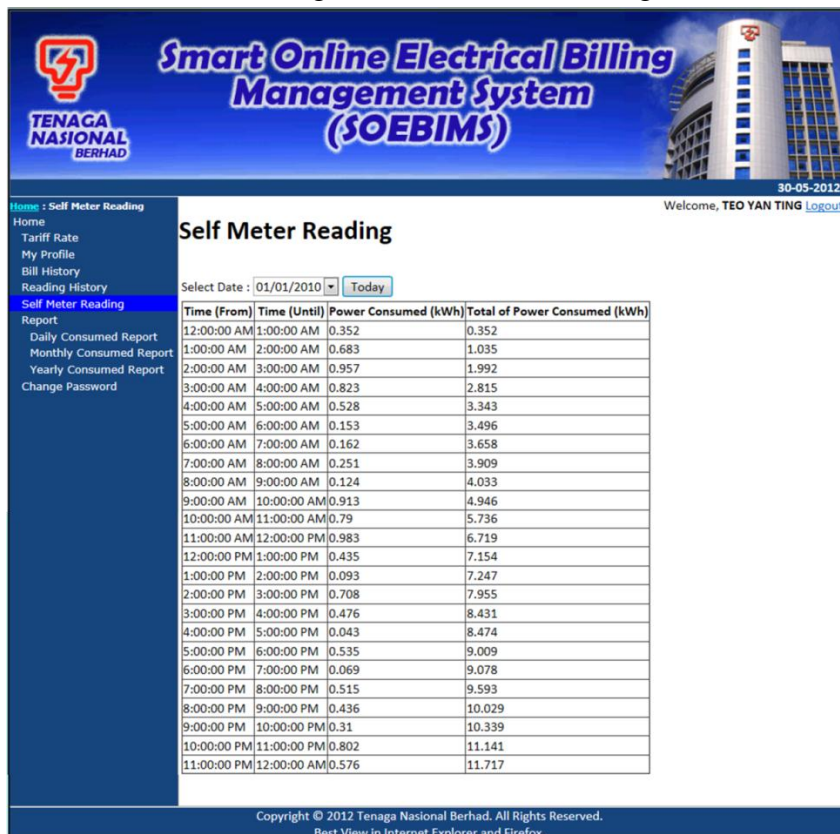 Smart Online Electrical Billing
Management System
(SOEBIMS)
TENAGA
NASIONAL
BERHAD
30-05-2012
Home : Self Meter Reading
Welcome, TEO YAN TING Logout
Home
Tariff Rate
My Profile
Bill History
Reading History
Self Meter Reading
Report
Daily Consumed Report
Monthly Consumed Report
Yearly Consumed Report
Change Password
Self Meter Reading
Select Date : 01/01/2010 Today
Time (From) Time (Until) Power Consumed (kWh) Total of Power Consumed (kWh)
12:00:00 AM 1:00:00 AM 0.352 0.352
1:00:00 AM 2:00:00 AM 0.683 1.035
2:00:00 AM 3:00:00 AM 0.957 1.992
3:00:00 AM 4:00:00 AM 0.823 2.815
4:00:00 AM 5:00:00 AM 0.528 3.343
5:00:00 AM 6:00:00 AM 0.153 3.496
6:00:00 AM 7:00:00 AM 0.162 3.658
7:00:00 AM 8:00:00 AM 0.251 3.909
8:00:00 AM 9:00:00 AM 0.124 4.033
9:00:00 AM 10:00:00 AM 0.913 4.946
10:00:00 AM 11:00:00 AM 0.79 5.736
11:00:00 AM 12:00:00 PM 0.983 6.719
12:00:00 PM 1:00:00 PM 0.435 7.154
1:00:00 PM 2:00:00 PM 0.093 7.247
2:00:00 PM 3:00:00 PM 0.708 7.955
3:00:00 PM 4:00:00 PM 0.476 8.431
4:00:00 PM 5:00:00 PM 0.043 8.474
5:00:00 PM 6:00:00 PM 0.535 9.009
6:00:00 PM 7:00:00 PM 0.069 9.078
7:00:00 PM 8:00:00 PM 0.515 9.593
8:00:00 PM 9:00:00 PM 0.436 10.029
9:00:00 PM 10:00:00 PM 0.31 10.339
10:00:00 PM 11:00:00 PM 0.802 11.141
11:00:00 PM 12:00:00 AM 0.576 11.717
Copyright © 2012 Tenaga Nasional Berhad. All Rights Reserved.
Best View in Internet Explorer and Firefox